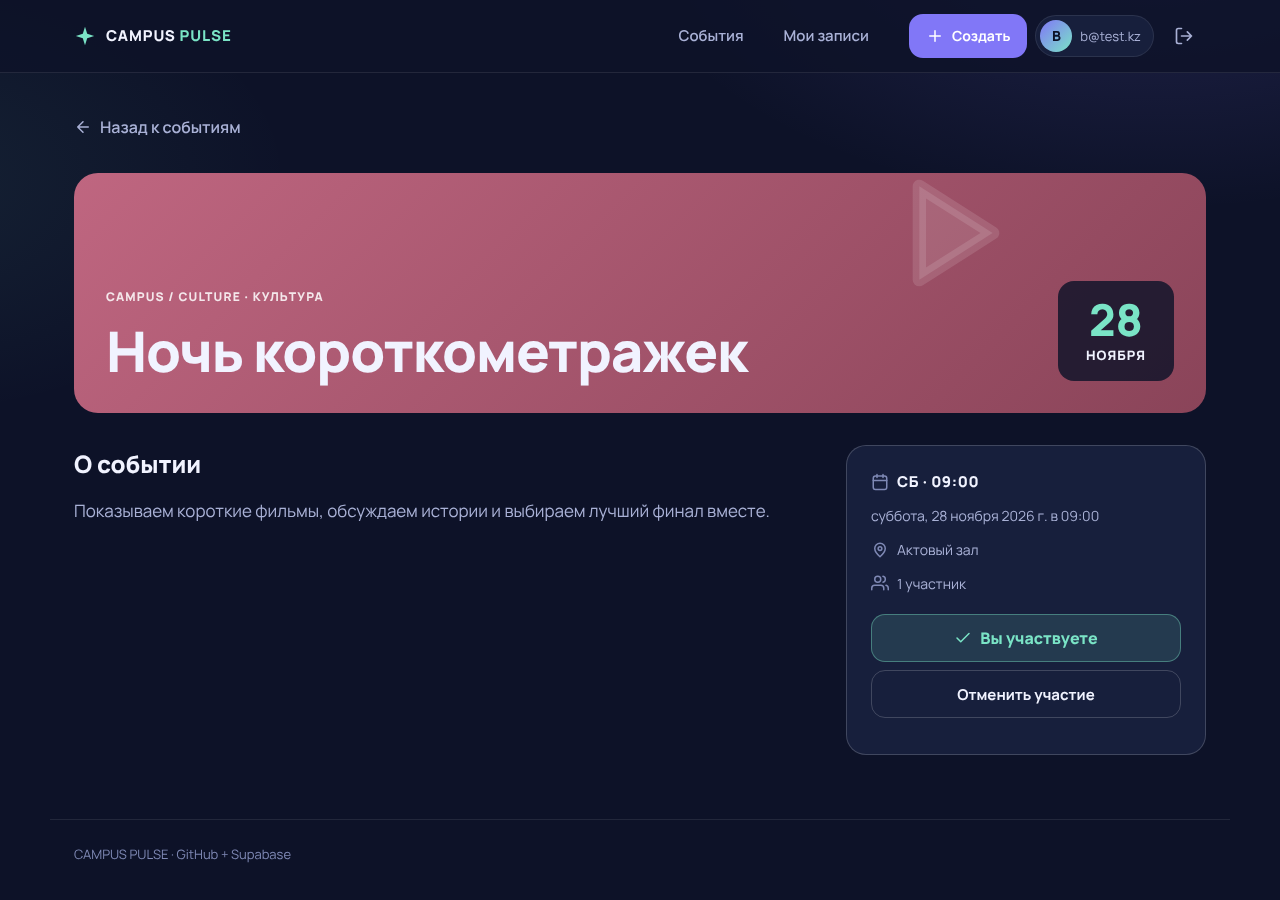 CAMPUS PULSE
События
Мои записи
Создать
B
b@test.kz
Назад к событиям
CAMPUS / CULTURE · КУЛЬТУРА
Ночь короткометражек
28
НОЯБРЯ
О событии
Показываем короткие фильмы, обсуждаем истории и выбираем лучший финал вместе.
СБ · 09:00
суббота, 28 ноября 2026 г. в 09:00
Актовый зал
1 участник
Вы участвуете
Отменить участие
CAMPUS PULSE · GitHub + Supabase